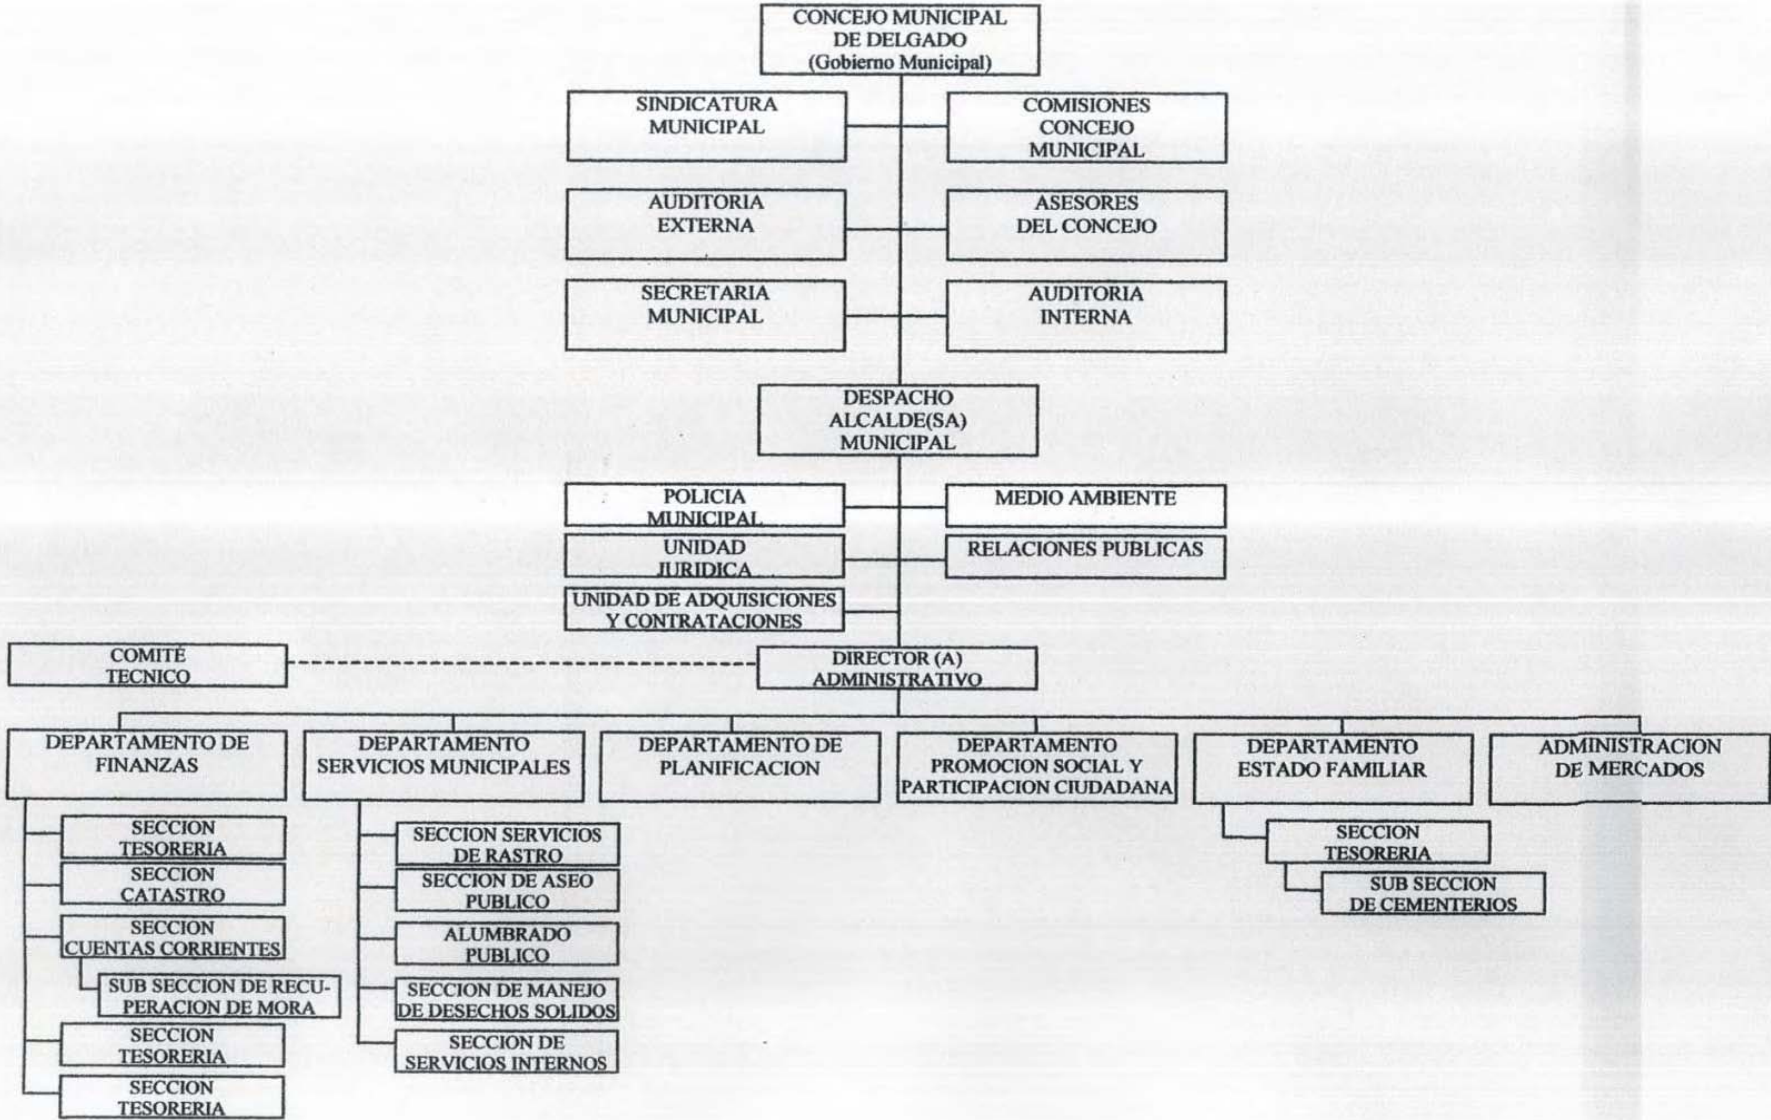 CONCEJO MUNICIPAL
DE DELGADO
(Gobierno Municipal)
SINDICATURA
MUNICIPAL
COMISIONES
CONCEJO
MUNICIPAL
AUDITORIA
EXTERNA
ASESORES
DEL CONCEJO
SECRETARIA
MUNICIPAL
AUDITORIA
INTERNA
DESPACHO
ALCALDE(SA)
MUNICIPAL
POLICIA
MUNICIPAL
MEDIO AMBIENTE
UNIDAD
JURIDICA
RELACIONES PUBLICAS
UNIDAD DE ADQUISICIONES
Y CONTRATACIONES
COMITÉ
TECNICO
DIRECTOR (A)
ADMINISTRATIVO
DEPARTAMENTO DE
FINANZAS
DEPARTAMENTO
SERVICIOS MUNICIPALES
DEPARTAMENTO DE
PLANIFICACION
DEPARTAMENTO
PROMOCION SOCIAL Y
PARTICIPACION CIUDADANA
DEPARTAMENTO
ESTADO FAMILIAR
ADMINISTRACION
DE MERCADOS
SECCION
TESORERIA
SECCION
CATASTRO
SECCION
CUENTAS CORRIENTES
SUB SECCION DE RECU-
PERACION DE MORA
SECCION
TESORERIA
SECCION
TESORERIA
SECCION SERVICIOS
DE RASTRO
SECCION DE ASEO
PUBLICO
ALUMBRADO
PUBLICO
SECCION DE MANEJO
DE DESECHOS SOLIDOS
SECCION DE
SERVICIOS INTERNOS
SECCION
TESORERIA
SUB SECCION
DE CEMENTERIOS